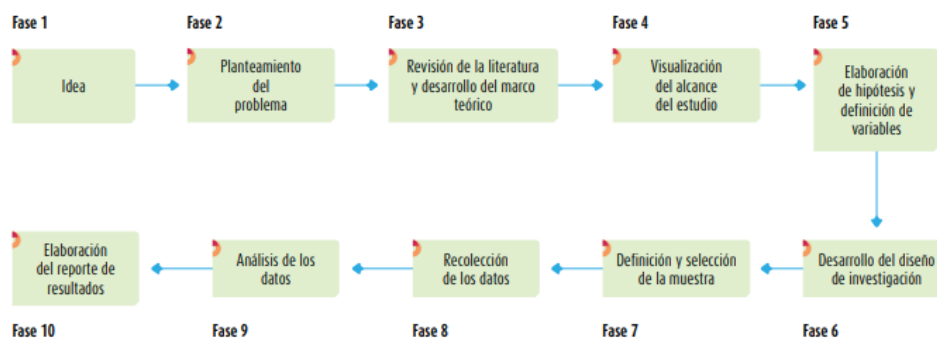 Fase 1
Idea
Fase 2
Planteamiento
del
problema
Fase 3
Revisión de la literatura
y desarrollo del marco
teórico
Fase 4
Visualización
del alcance
del estudio
Fase 5
Elaboración
de hipótesis y
definición de
variables
Desarrollo del diseño
de investigación
Fase 6
Definición y selección
de la muestra
Fase 7
Recolección
de los datos
Fase 8
Análisis de los
datos
Fase 9
Elaboración
del reporte de
resultados
Fase 10